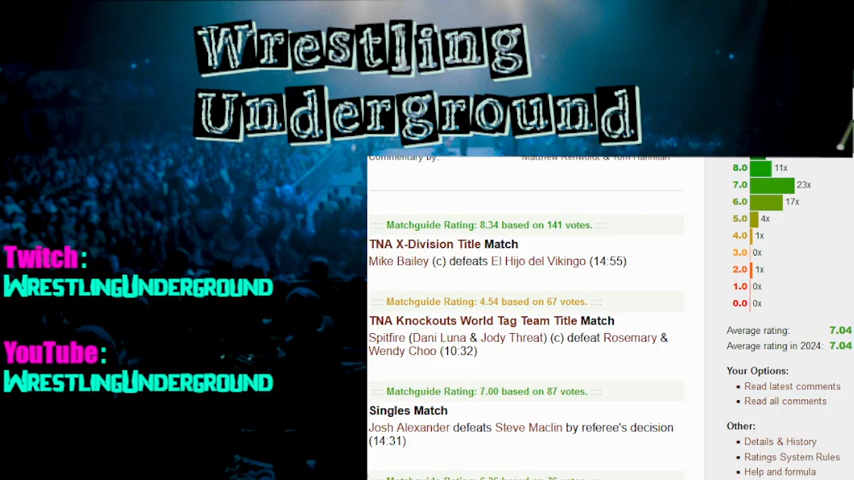 Wrestling
Underground
Twitch:
WrestlingUnderground
YouTube:
WrestlingUnderground
Commentary by: Matthew Rehwoldt & Tom Hannifan
:::: Matchguide Rating: 8.34 based on 141 votes. ::::
TNA X-Division Title Match
Mike Bailey (c) defeats El Hijo del Vikingo (14:55)
:::: Matchguide Rating: 4.54 based on 67 votes. ::::
TNA Knockouts World Tag Team Title Match
Spitfire (Dani Luna & Jody Threat) (c) defeat Rosemary &
Wendy Choo (10:32)
:::: Matchguide Rating: 7.00 based on 87 votes. ::::
Singles Match
Josh Alexander defeats Steve Maclin by referee's decision
(14:31)
8.0 11x
7.0 23x
6.0 17x
5.0 4x
4.0 1x
3.0 0x
2.0 1x
1.0 0x
0.0 0x
Average rating: 7.04
Average rating in 2024: 7.04
Your Options:
Read latest comments
Read all comments
Other:
Details & History
Ratings System Rules
Help and formula